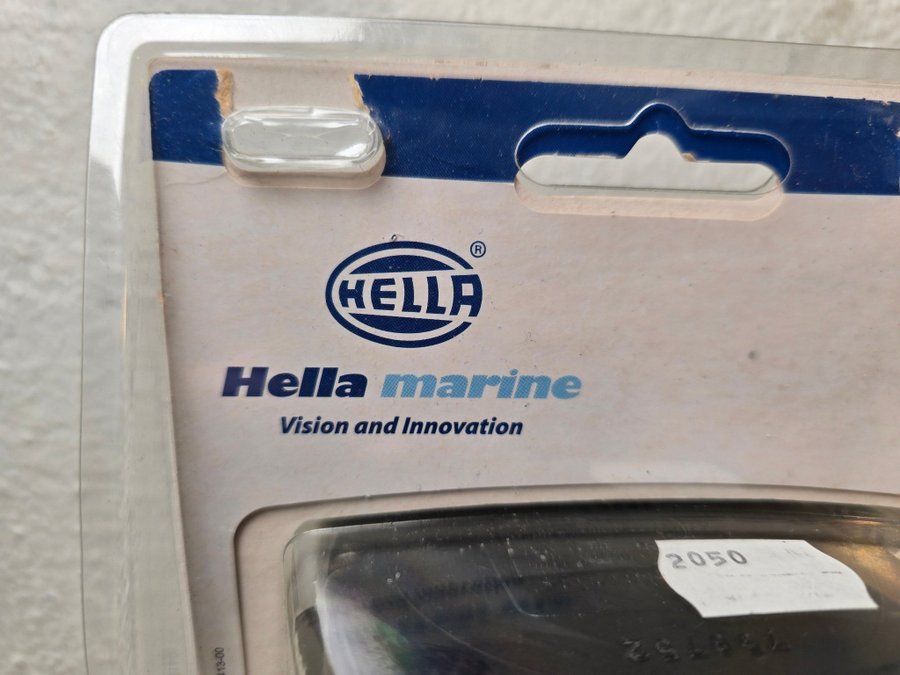 HELLA®
Hella marine
Vision and Innovation
2050